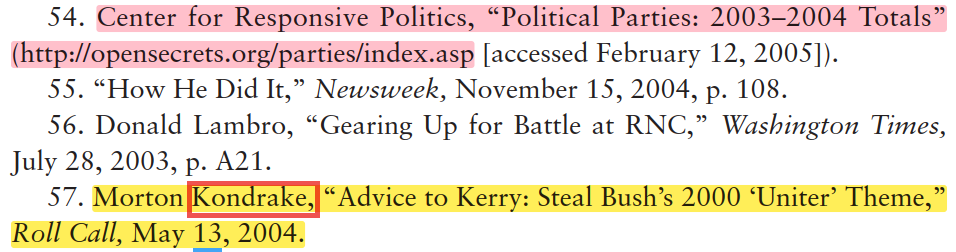 54. Center for Responsive Politics, “Political Parties: 2003–2004 Totals”
(http://opensecrets.org/parties/index.asp [accessed February 12, 2005]).
55. “How He Did It,” Newsweek, November 15, 2004, p. 108.
56. Donald Lambro, “Gearing Up for Battle at RNC,” Washington Times,
July 28, 2003, p. A21.
57. Morton Kondrake, “Advice to Kerry: Steal Bush’s 2000 ‘Uniter’ Theme,”
Roll Call, May 13, 2004.